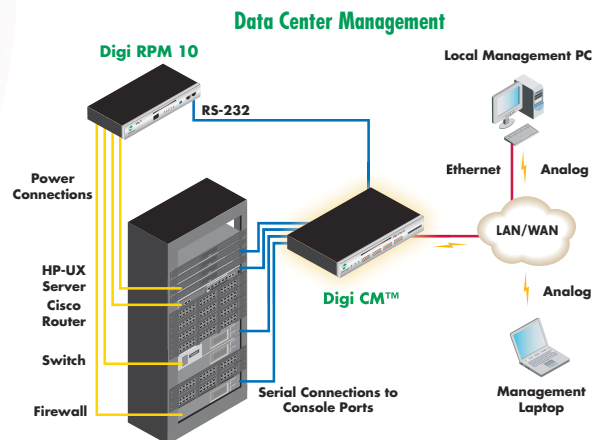 Data Center Management
Digi RPM 10
Local Management PC
RS-232
Power
Connections
Ethernet
Analog
LAN/WAN
HP-UX
Server
Digi CM™
Cisco
Router
Analog
Switch
Serial Connections to
Console Ports
Management
Laptop
Firewall